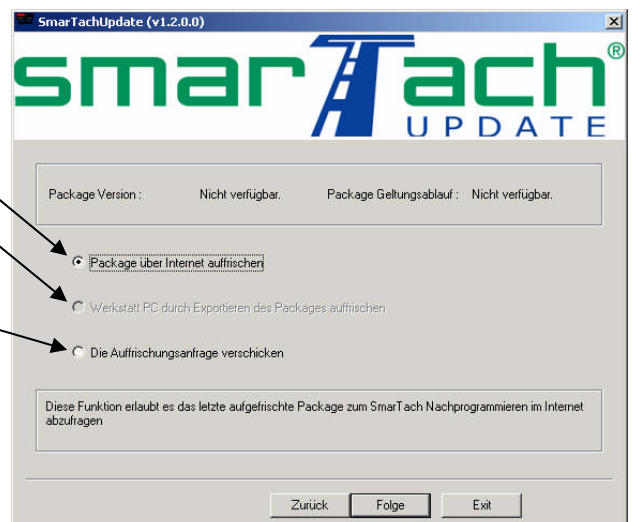 SmarTachUpdate (v1.2.0.0)
smarTach®
UPDATE
Package Version : Nicht verfügbar. Package Geltungsablauf : Nicht verfügbar.
Package über Internet auffrischen
Werkstatt PC durch Exportieren des Packages auffrischen
Die Auffrischungsanfrage verschicken
Diese Funktion erlaubt es das letzte aufgefrischte Package zum SmarTach Nachprogrammieren im Internet
abzufragen
Zurück Folge Exit